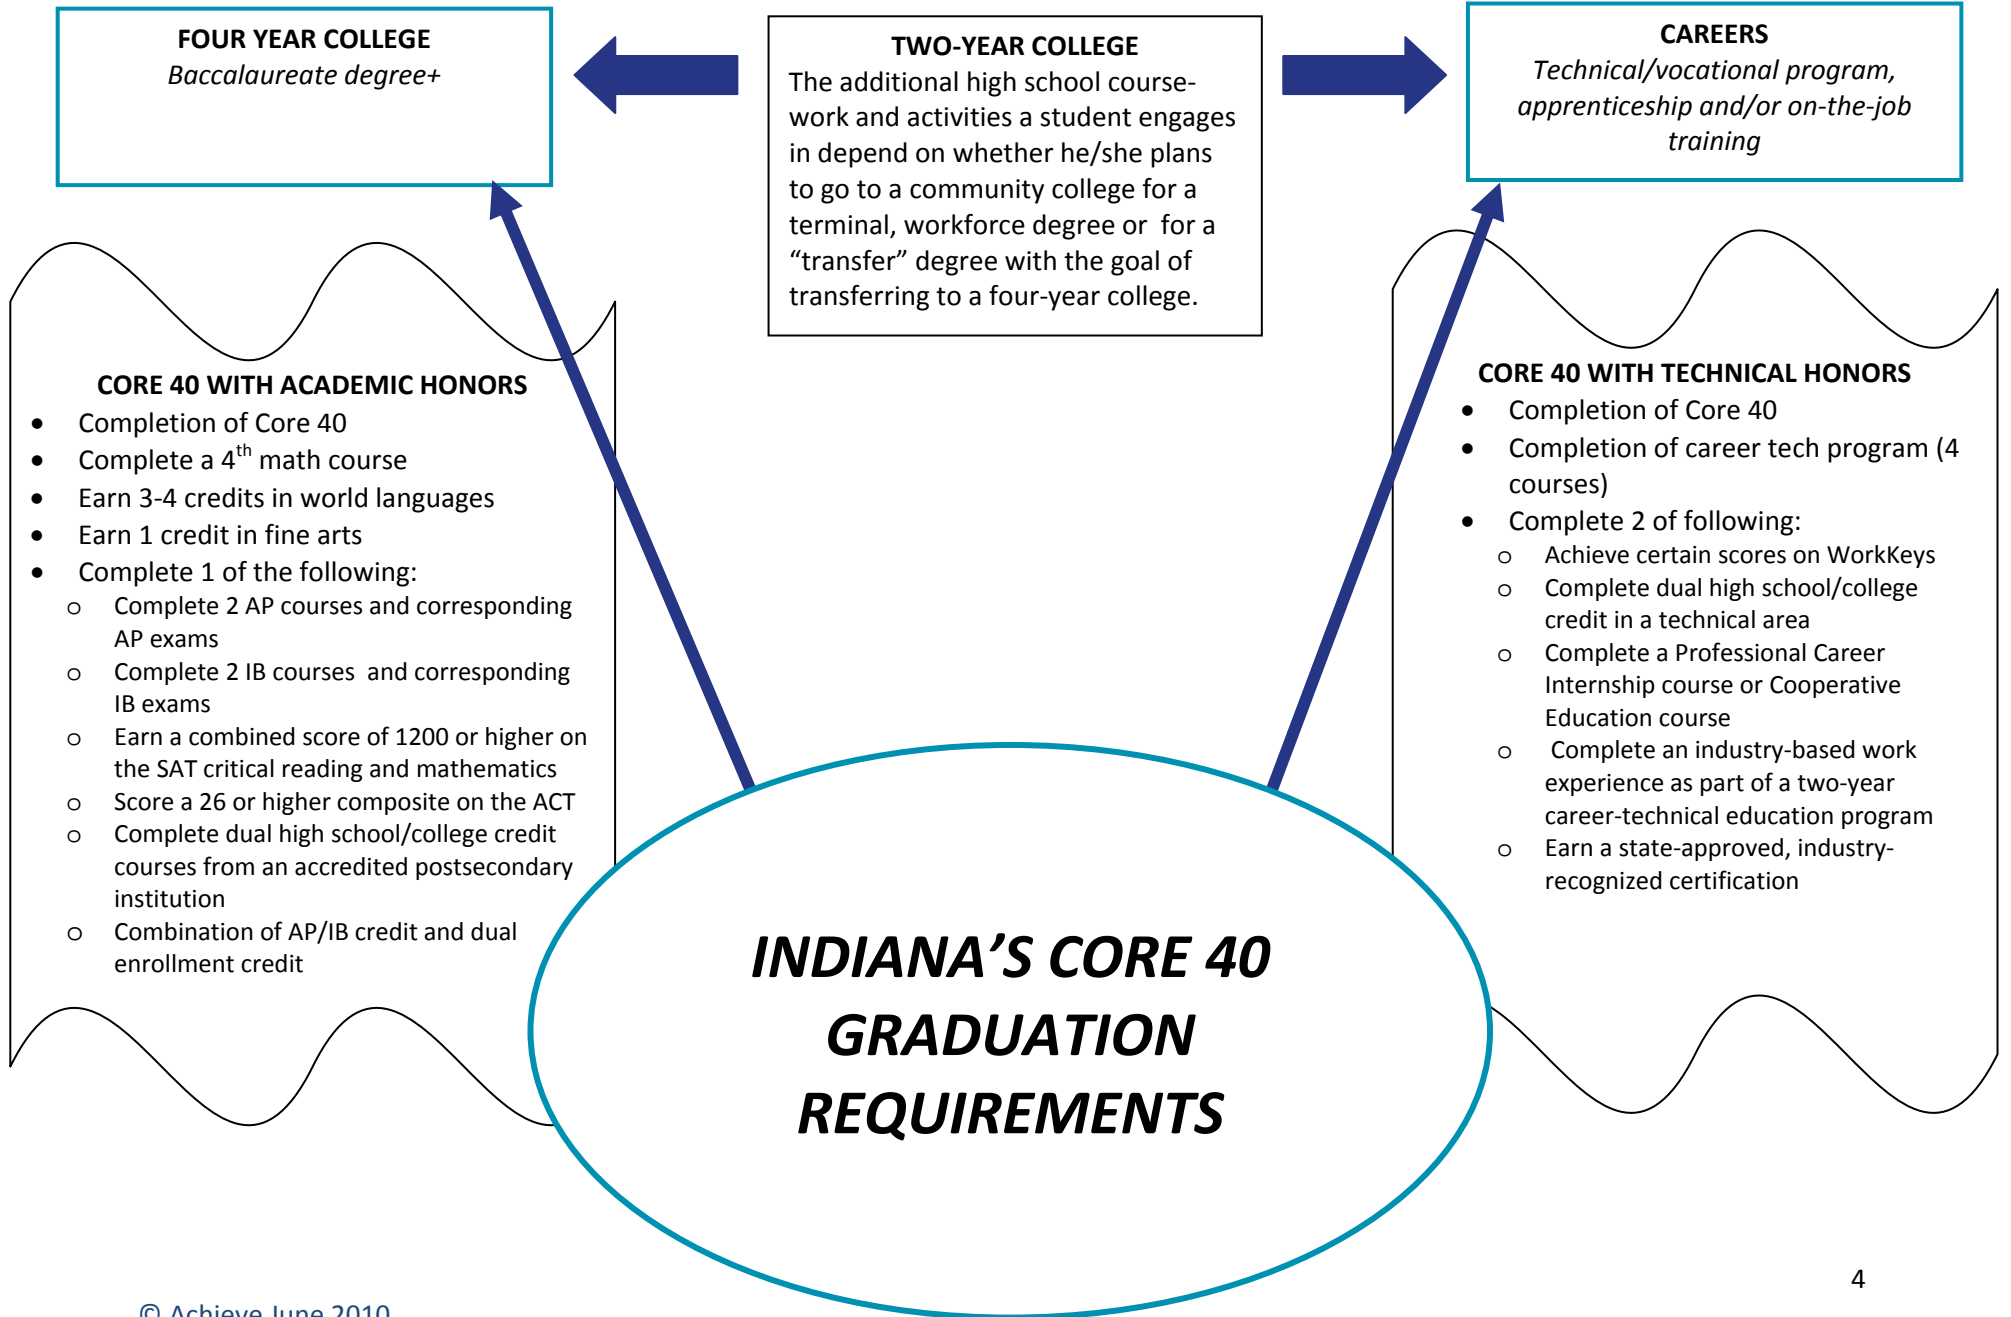 FOUR YEAR COLLEGE
Baccalaureate degree+
TWO-YEAR COLLEGE
The additional high school course-
work and activities a student engages
in depend on whether he/she plans
to go to a community college for a
terminal, workforce degree or  for a
“transfer” degree with the goal of
transferring to a four-year college.
CAREERS
Technical/vocational program,
apprenticeship and/or on-the-job
training
CORE 40 WITH ACADEMIC HONORS
• Completion of Core 40
• Complete a 4th math course
• Earn 3-4 credits in world languages
• Earn 1 credit in fine arts
• Complete 1 of the following:
o Complete 2 AP courses and corresponding
AP exams
o Complete 2 IB courses  and corresponding
IB exams
o Earn a combined score of 1200 or higher on
the SAT critical reading and mathematics
o Score a 26 or higher composite on the ACT
o Complete dual high school/college credit
courses from an accredited postsecondary
institution
o Combination of AP/IB credit and dual
enrollment credit
CORE 40 WITH TECHNICAL HONORS
• Completion of Core 40
• Completion of career tech program (4
courses)
• Complete 2 of following:
o Achieve certain scores on WorkKeys
o Complete dual high school/college
credit in a technical area
o Complete a Professional Career
Internship course or Cooperative
Education course
o Complete an industry-based work
experience as part of a two-year
career-technical education program
o Earn a state-approved, industry-
recognized certification
INDIANA’S CORE 40
GRADUATION
REQUIREMENTS
4
© Achieve June 2010